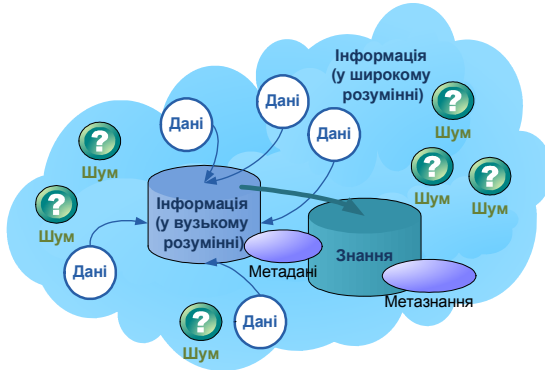 Інформація
(у широкому
розумінні)
Дані
Дані
Дані
?
Шум
?
Шум
?
?
Шум
Шум
?
Шум
Інформація
(у вузькому
розумінні)
Дані
Метадані
Знання
Метазнання
Дані
?
Шум